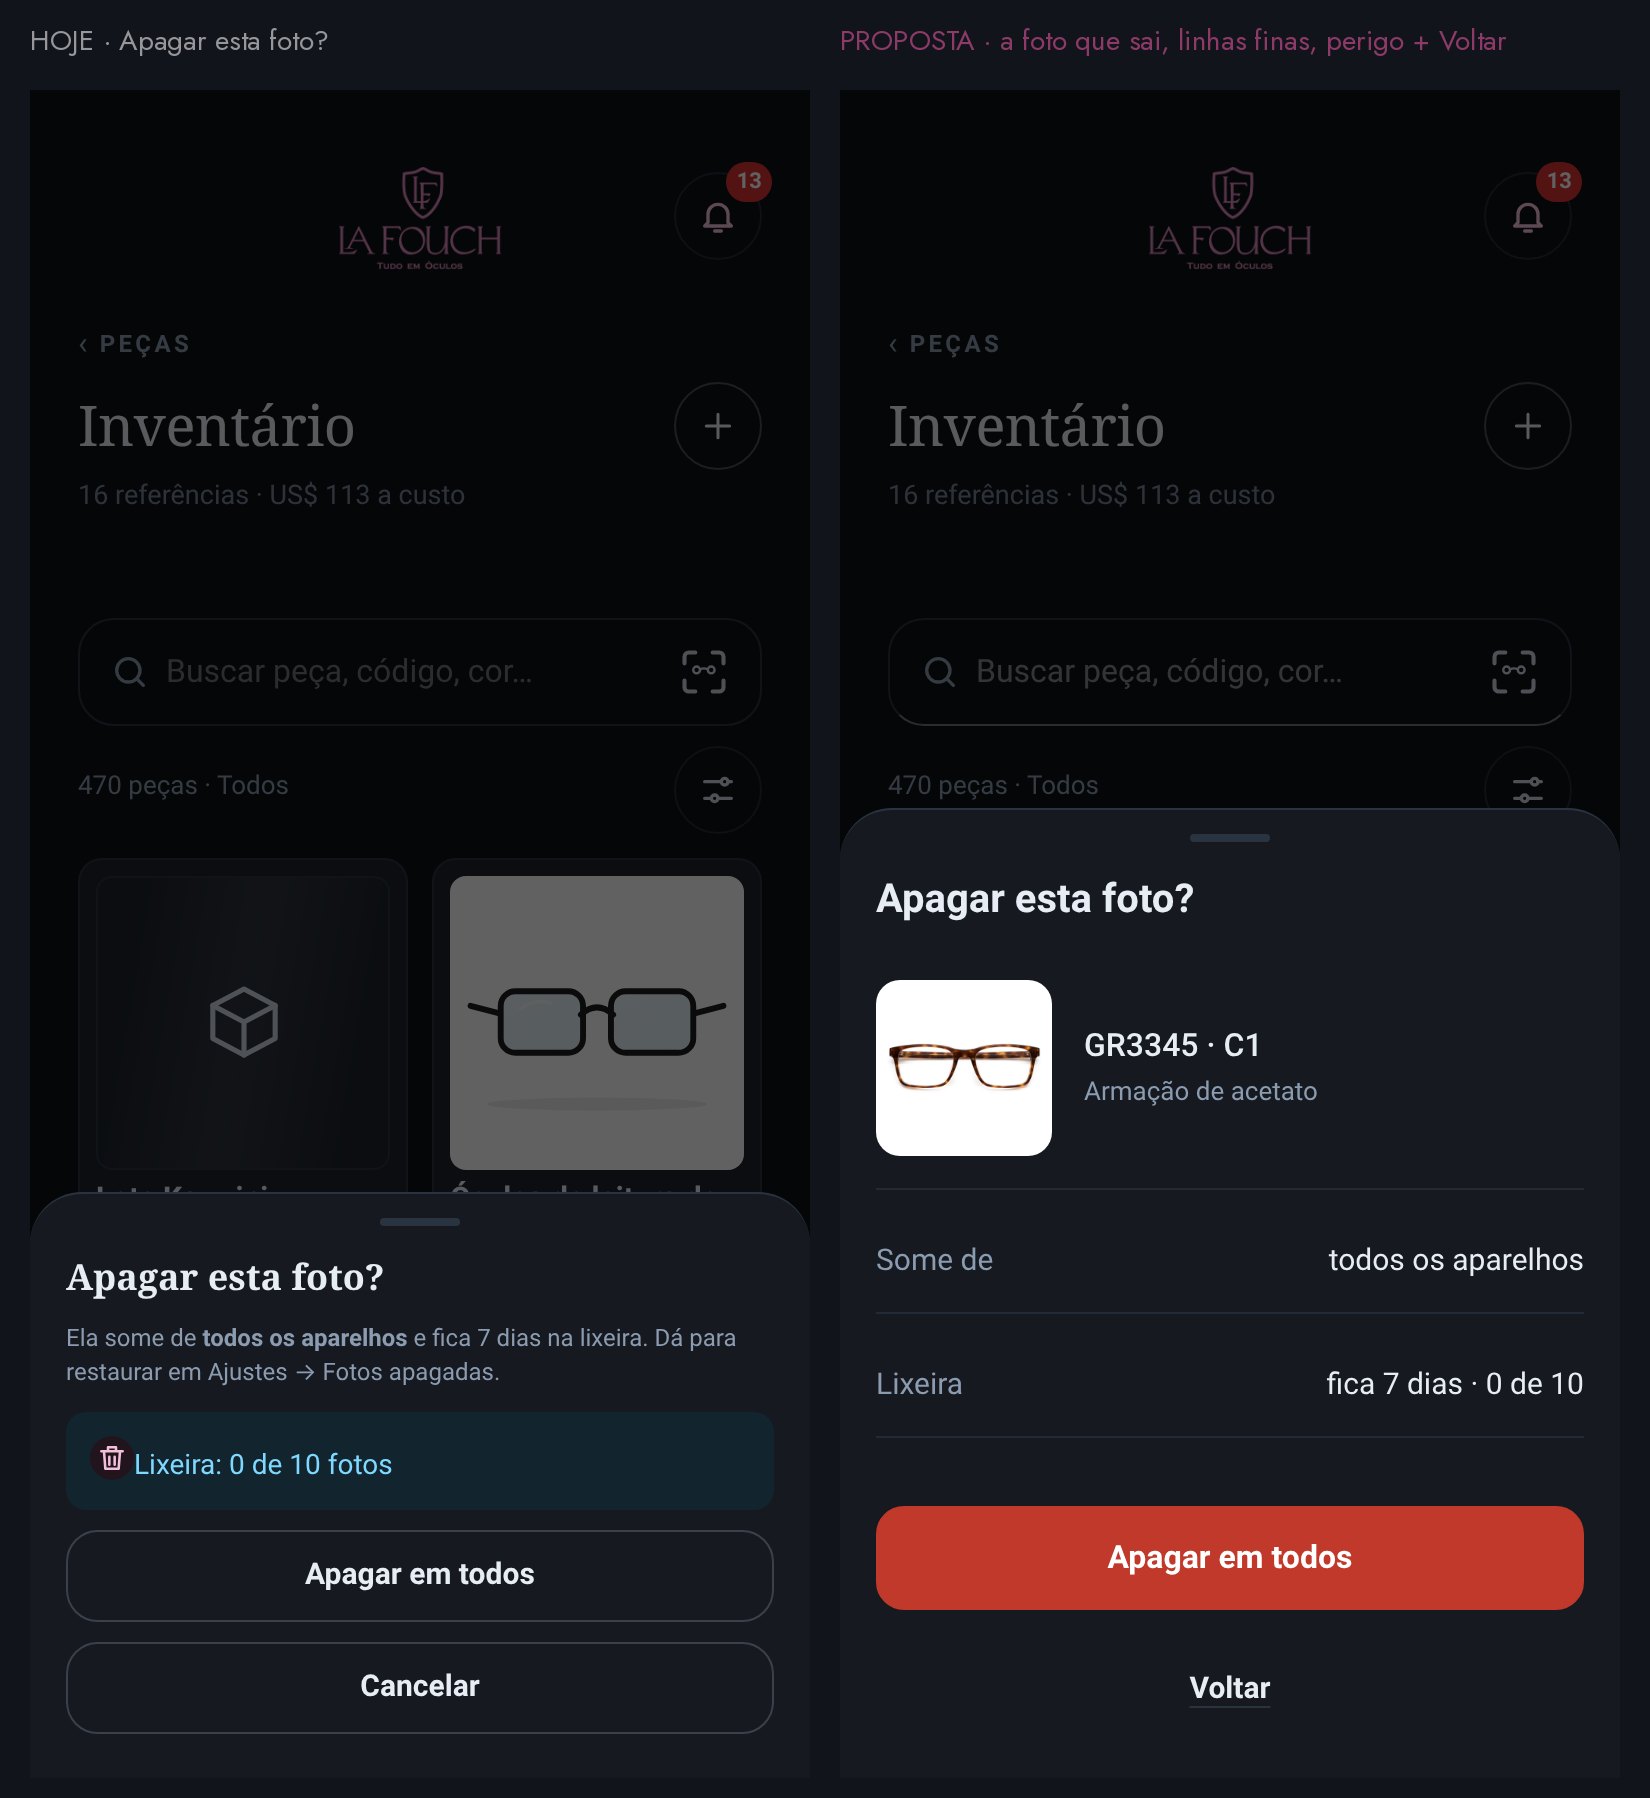 HOJE · Apagar esta foto?
13
LF
LA FOUCH
TUDO EM ÓCULOS
‹ PEÇAS
Inventário
16 referências · US$ 113 a custo
Buscar peça, código, cor...
470 peças · Todos
Apagar esta foto?
Ela some de todos os aparelhos e fica 7 dias na lixeira. Dá para
restaurar em Ajustes → Fotos apagadas.
Lixeira: 0 de 10 fotos
Apagar em todos
Cancelar
PROPOSTA · a foto que sai, linhas finas, perigo + Voltar
13
LF
LA FOUCH
TUDO EM ÓCULOS
‹ PEÇAS
Inventário
16 referências · US$ 113 a custo
Buscar peça, código, cor...
470 peças · Todos
Apagar esta foto?
GR3345 · C1
Armação de acetato
Some de todos os aparelhos
Lixeira fica 7 dias · 0 de 10
Apagar em todos
Voltar